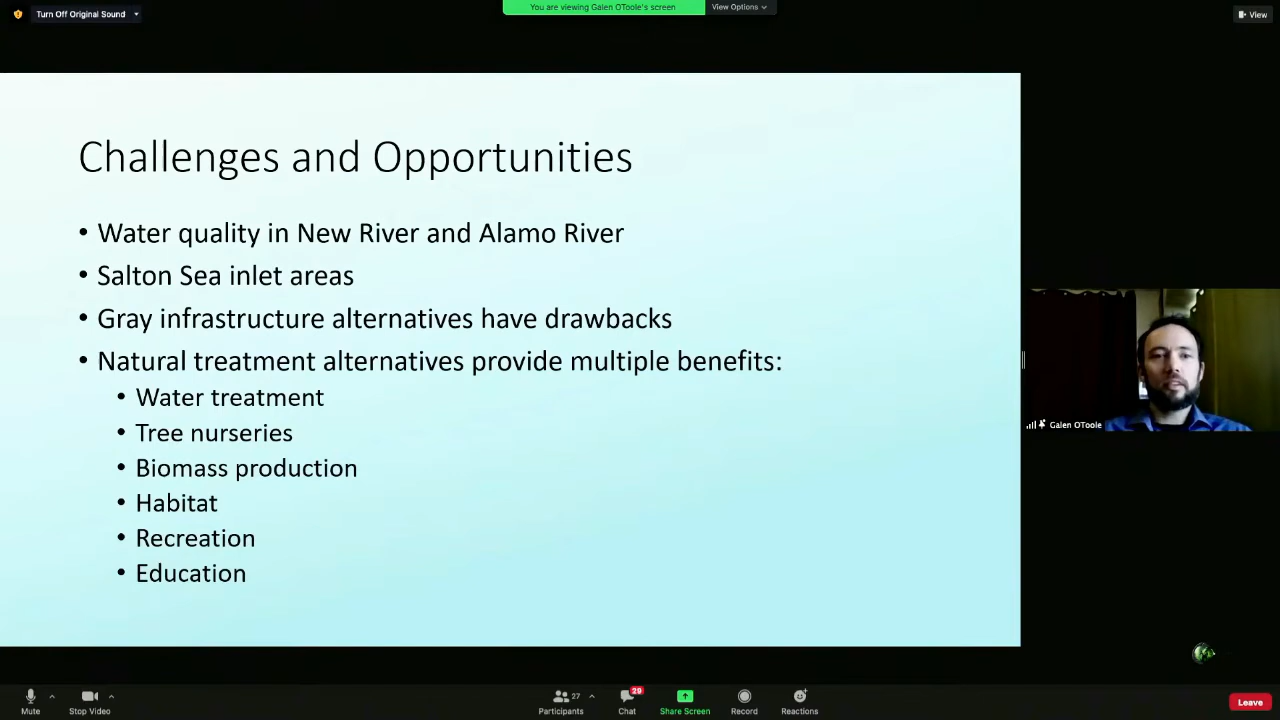 Turn Off Original Sound
You are viewing Galen OToole's screen
View Options
View
Challenges and Opportunities
• Water quality in New River and Alamo River
• Salton Sea inlet areas
• Gray infrastructure alternatives have drawbacks
• Natural treatment alternatives provide multiple benefits:
• Water treatment
• Tree nurseries
• Biomass production
• Habitat
• Recreation
• Education
Galen OToole
Mute
Stop Video
27
Participants
29
Chat
Share Screen
Record
Reactions
Leave